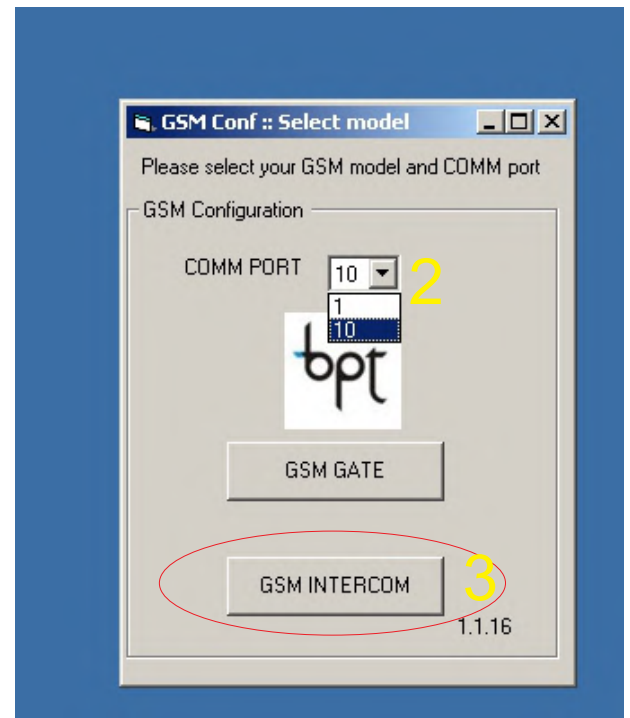 GSM Conf :: Select model
Please select your GSM model and COMM port
GSM Configuration
COMM PORT 10 2
1
10
bpt
GSM GATE
GSM INTERCOM 3
1.1.16